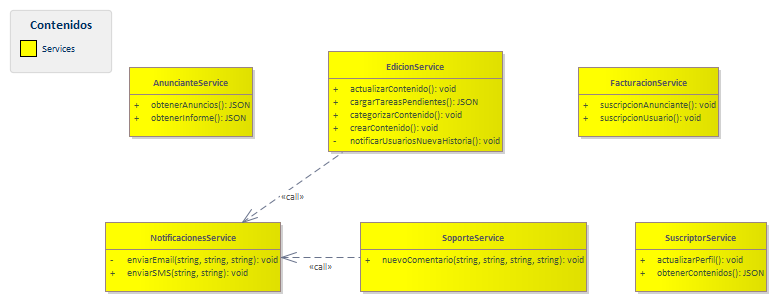 Contenidos
Services
AnuncianteService
+ obtenerAnuncios(): JSON
+ obtenerInforme(): JSON
EdicionService
+ actualizarContenido(): void
+ cargarTareasPendientes(): JSON
+ categorizarContenido(): void
+ crearContenido(): void
- notificarUsuariosNuevaHistoria(): void
FacturacionService
+ suscripcionAnunciante(): void
+ suscripcionUsuario(): void
«call»
NotificacionesService
- enviarEmail(string, string, string): void
+ enviarSMS(string, string): void
«call»
SoporteService
+ nuevoComentario(string, string, string, string): void
SuscriptorService
+ actualizarPerfil(): void
+ obtenerContenidos(): JSON